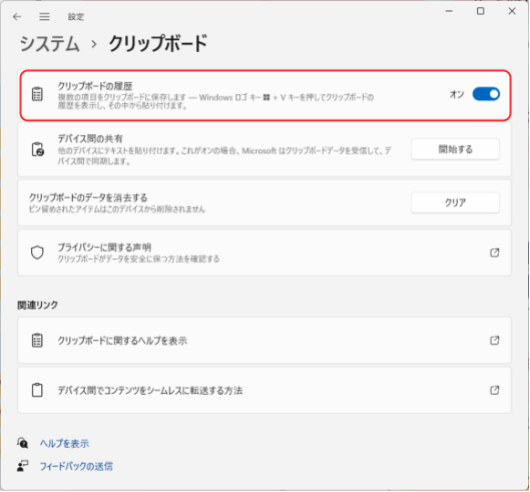 設定
システム › クリップボード
クリップボードの履歴
複数の項目をクリップボードに保存します — Windows ロゴ キー + V キーを押してクリップボードの
履歴を表示し、その中から貼り付けます。
オン
デバイス間の共有
他のデバイスにテキストを貼り付けます。これがオンの場合、Microsoft はクリップボードデータを受信して、デ
バイス間で同期します。
開始する
クリップボードのデータを消去する
ピン留めされたアイテムはこのデバイスから削除されません
クリア
プライバシーに関する声明
クリップボードがデータを安全に保つ方法を確認する
関連リンク
クリップボードに関するヘルプを表示
デバイス間でコンテンツをシームレスに転送する方法
ヘルプを表示
フィードバックの送信